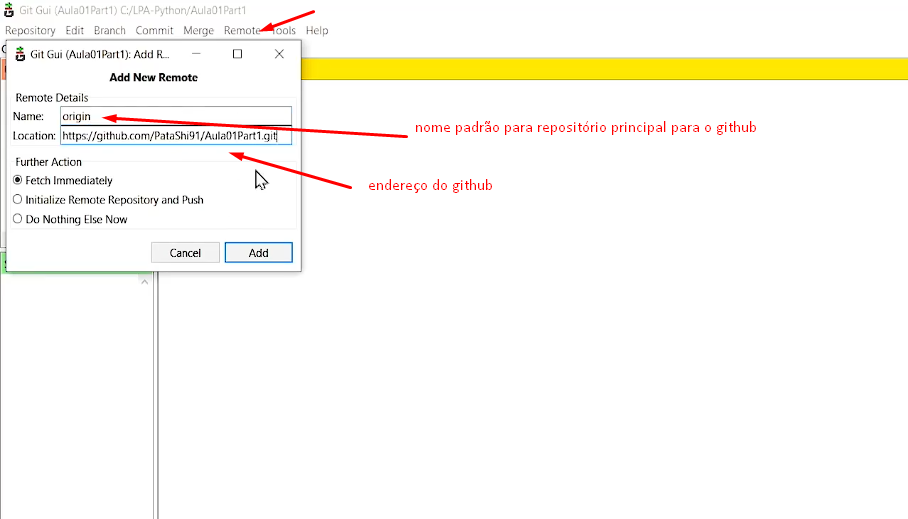 Git Gui (Aula01Part1) C:/LPA-Python/Aula01Part1
Repository Edit Branch Commit Merge Remote Tools Help
Git Gui (Aula01Part1): Add R...
Add New Remote
Remote Details
Name: origin
Location: https://github.com/PataShi91/Aula01Part1.git
nome padrão para repositório principal para o github
Further Action
endereço do github
Fetch Immediately
Initialize Remote Repository and Push
Do Nothing Else Now
Cancel Add